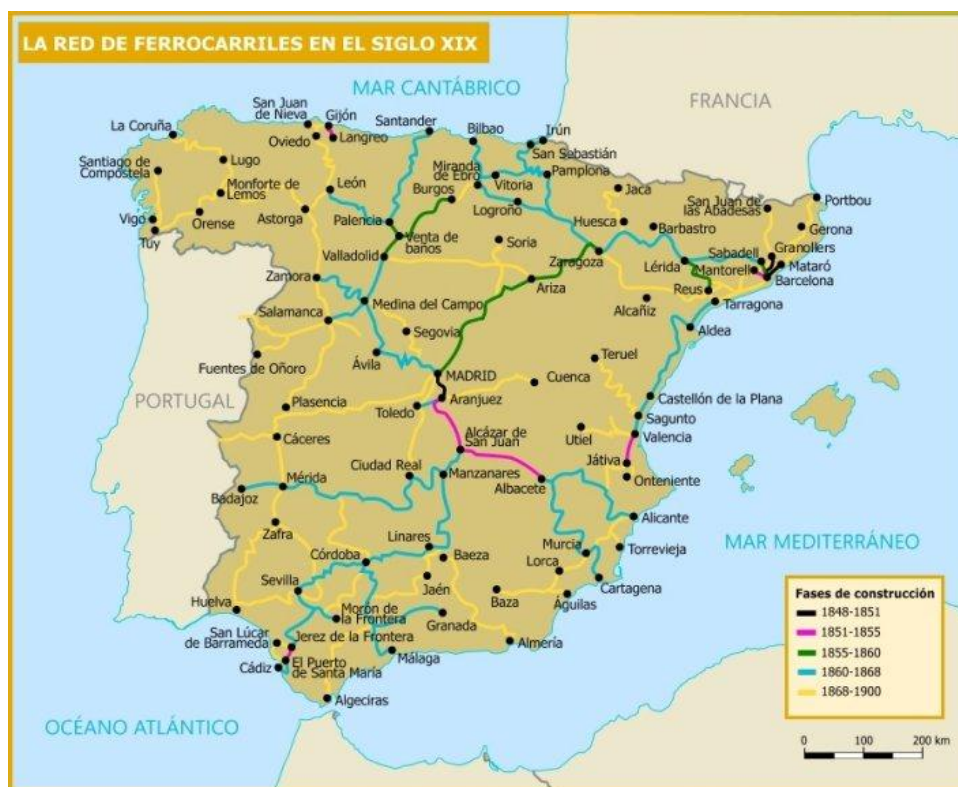 LA RED DE FERROCARRILES EN EL SIGLO XIX
MAR CANTÁBRICO
FRANCIA
San Juan
de Nieva
Gijón
Santander
Bilbao
Irún
La Coruña
Oviedo
Langreo
San Sebastián
Santiago de
Compostela
Lugo
Miranda
de Ebro
Vitoria
Pamplona
León
Burgos
Jaca
San Juan de
las Abadesas
Portbou
Monforte de
Lemos
Logroño
Huesca
Barbastro
Gerona
Vigo
Orense
Astorga
Palencia
Tuy
Venta de
baños
Soria
Sabadell
Granollers
Valladolid
Zaragoza
Lérida
Mantorell
Mataró
Barcelona
Zamora
Ariza
Reus
Medina del Campo
Alcañiz
Tarragona
Salamanca
Segovia
Aldea
Ávila
Teruel
Fuentes de Oñoro
MADRID
Cuenca
PORTUGAL
Plasencia
Toledo
Aranjuez
Castellón de la Plana
Sagunto
Cáceres
Alcázar de
San Juan
Utiel
Valencia
Játiva
Ciudad Real
Manzanares
Mérida
Albacete
Onteniente
Badajoz
Alicante
Zafra
Linares
MAR MEDITERRÁNEO
Córdoba
Baeza
Murcia
Torrevieja
Sevilla
Lorca
Jaén
Cartagena
Huelva
Baza
Morón de
la Frontera
Águilas
San Lúcar
de Barrameda
Granada
Jerez de la Frontera
Almería
Cádiz
El Puerto
de Santa María
Málaga
Algeciras
OCÉANO ATLÁNTICO
Fases de construcción
1848-1851
1851-1855
1855-1860
1860-1868
1868-1900
0 100 200 km